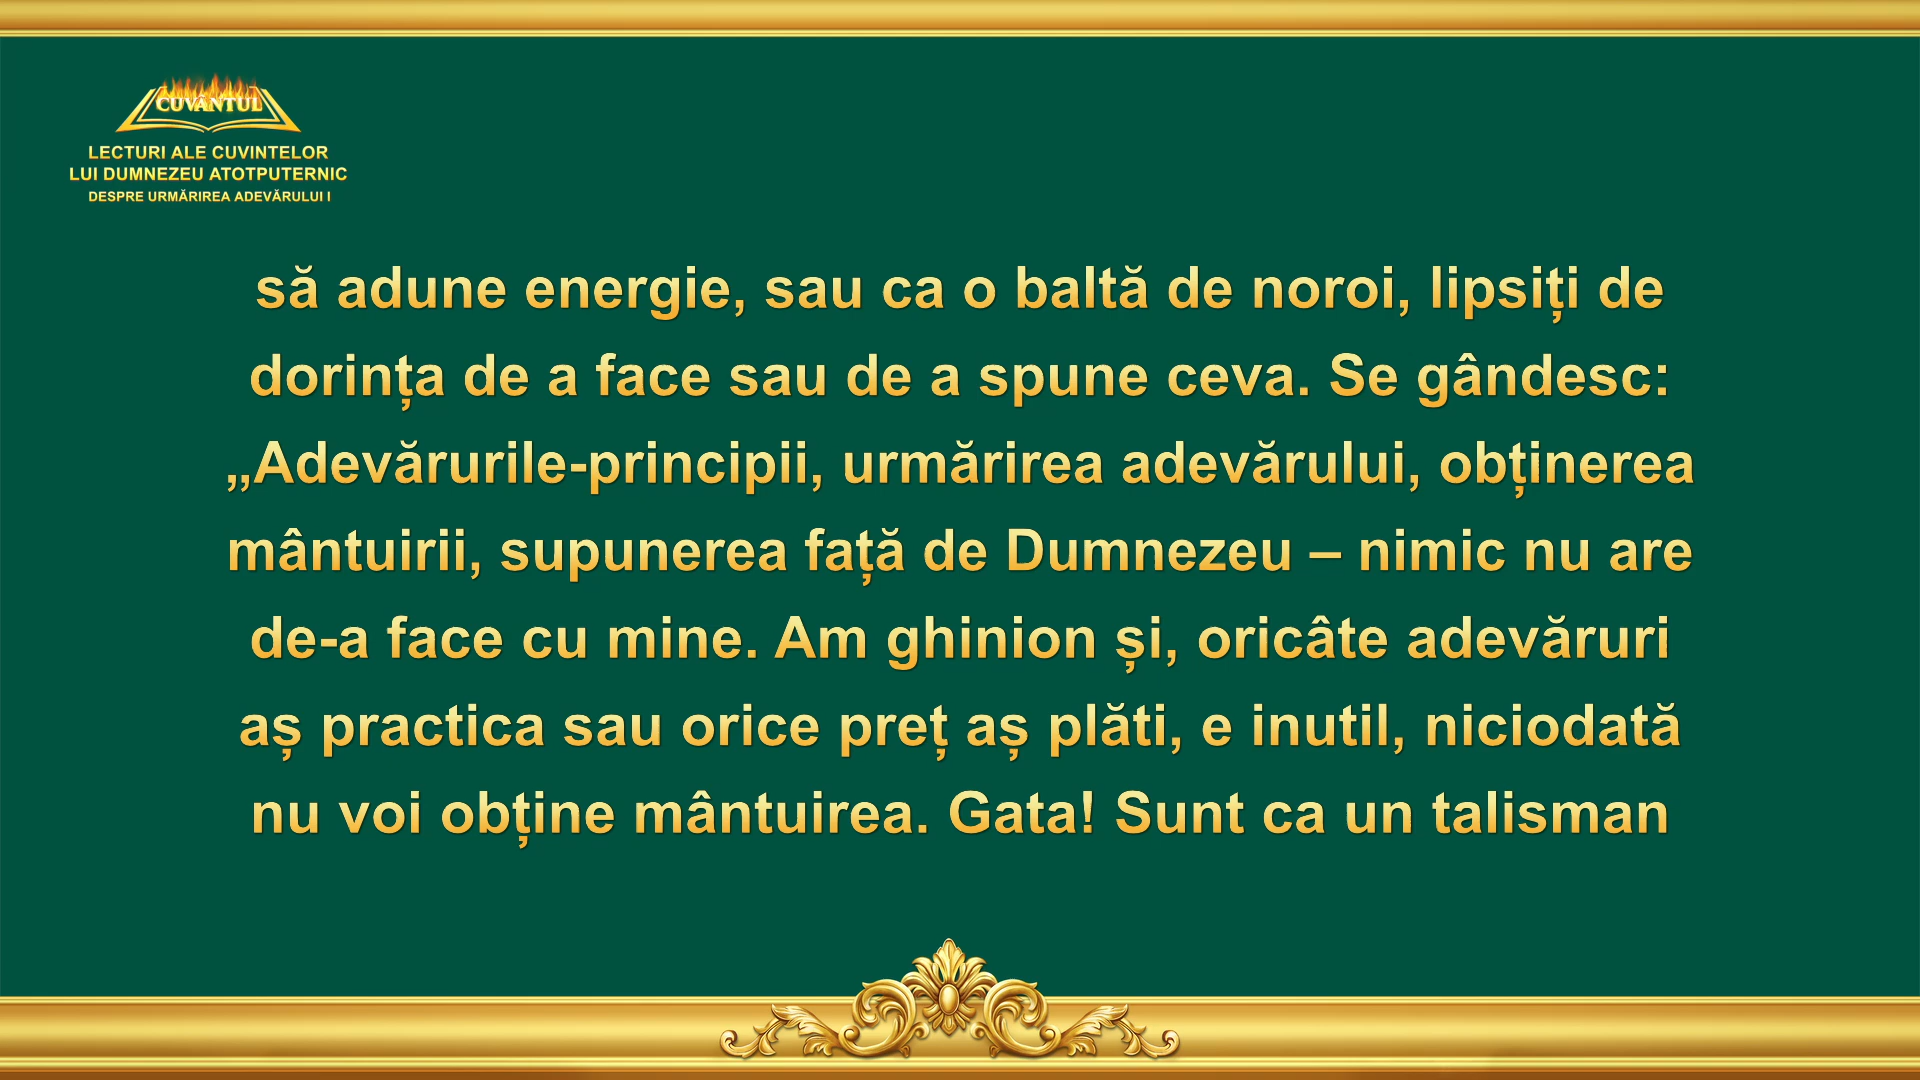 CUVÂNTUL
LECTURI ALE CUVINTELOR
LUI DUMNEZEU ATOTPUTERNIC
DESPRE URMĂRIREA ADEVĂRULUI I
să adune energie, sau ca o baltă de noroi, lipsiți de
dorința de a face sau de a spune ceva. Se gândesc:
„Adevărurile-principii, urmărirea adevărului, obținerea
mântuirii, supunerea față de Dumnezeu – nimic nu are
de-a face cu mine. Am ghinion și, oricâte adevăruri
aș practica sau orice preț aș plăti, e inutil, niciodată
nu voi obține mântuirea. Gata! Sunt ca un talisman